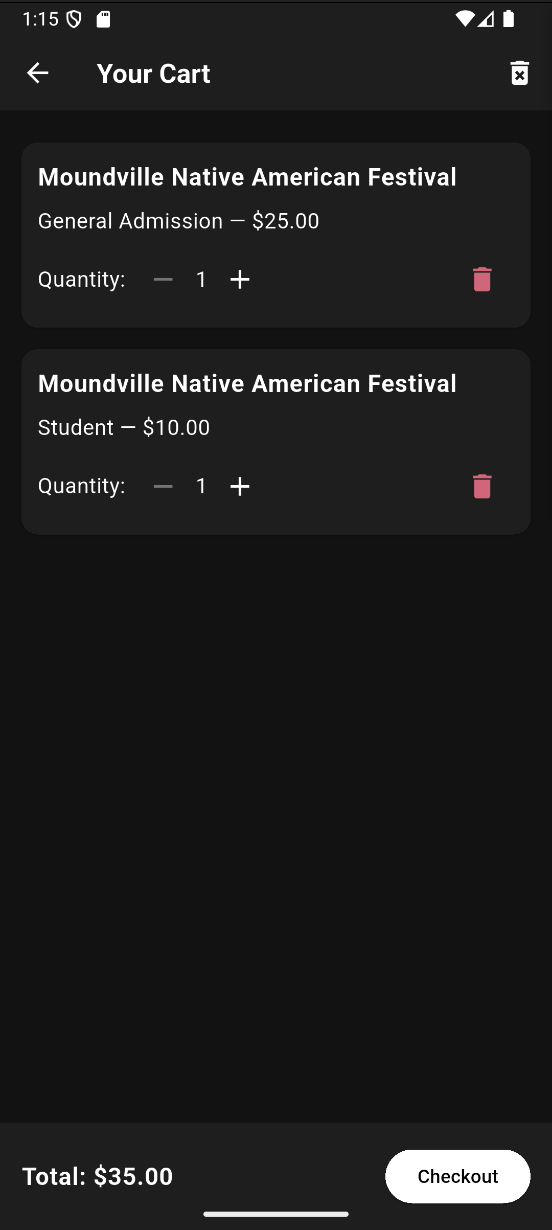 1:15
Your Cart
Moundville Native American Festival
General Admission — $25.00
Quantity: − 1 +
Moundville Native American Festival
Student — $10.00
Quantity: − 1 +
Total: $35.00
Checkout